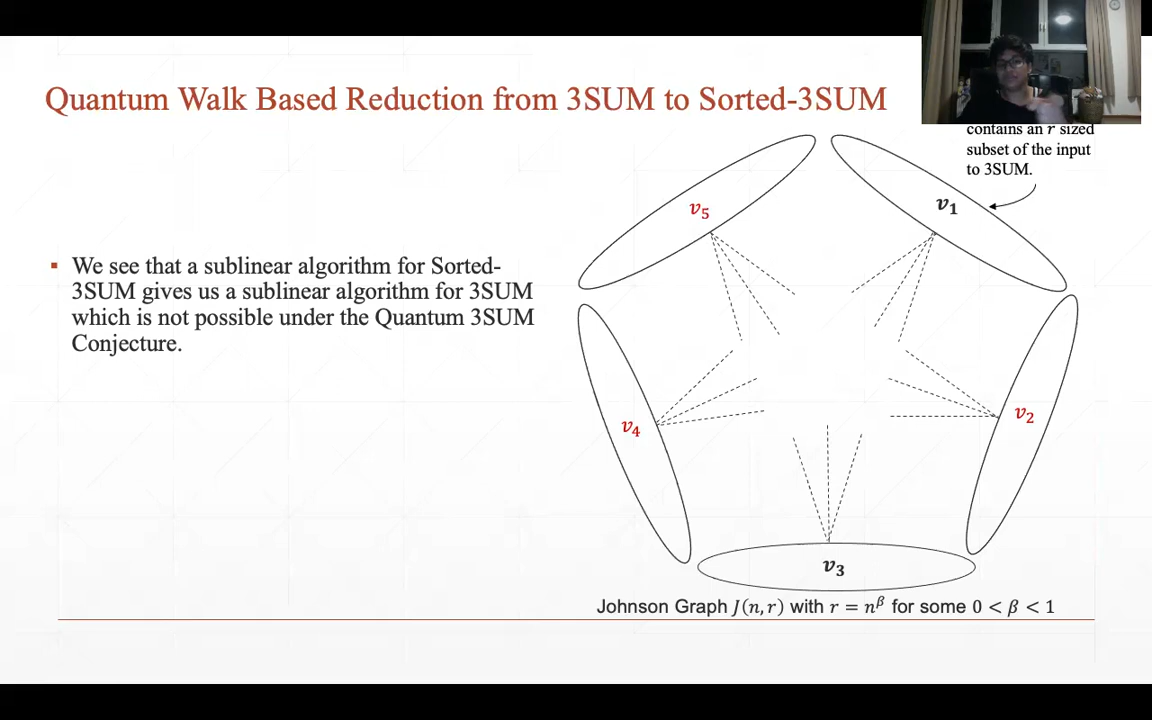 Quantum Walk Based Reduction from 3SUM to Sorted-3SUM
contains an r sized
subset of the input
to 3SUM.
▪ We see that a sublinear algorithm for Sorted-
3SUM gives us a sublinear algorithm for 3SUM
which is not possible under the Quantum 3SUM
Conjecture.
v₅
v₁
v₄
v₂
v₃
Johnson Graph J(n, r) with r = n^β for some 0 < β < 1